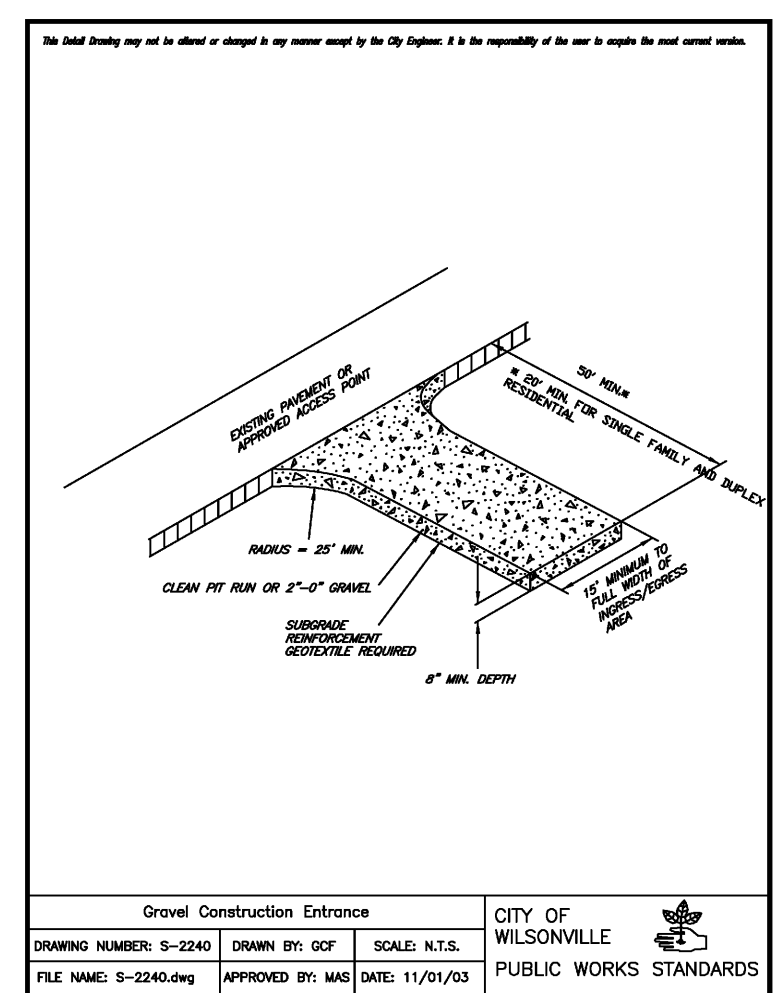 This Detail Drawing may not be altered or changed in any manner except by the City Engineer. It is the responsibility of the user to acquire the most current version.
EXISTING PAVEMENT OR
APPROVED ACCESS POINT
50' MIN.*
* 20' MIN. FOR SINGLE FAMILY AND DUPLEX
RESIDENTIAL
RADIUS = 25' MIN.
CLEAN PIT RUN OR 2"-0" GRAVEL
SUBGRADE
REINFORCEMENT
GEOTEXTILE REQUIRED
15' MINIMUM TO
FULL WIDTH OF
INGRESS/EGRESS
AREA
8" MIN. DEPTH
Gravel Construction Entrance
DRAWING NUMBER: S-2240
DRAWN BY: GCF
SCALE: N.T.S.
FILE NAME: S-2240.dwg
APPROVED BY: MAS
DATE: 11/01/03
CITY OF
WILSONVILLE
PUBLIC WORKS STANDARDS